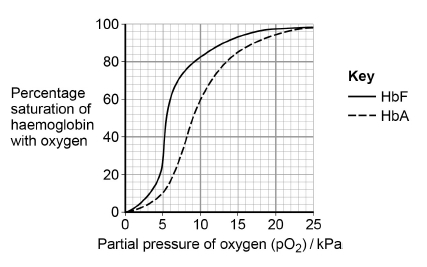 100
80
60
40
20
0
Percentage
saturation of
haemoglobin
with oxygen
0 5 10 15 20 25
Partial pressure of oxygen (pO₂) / kPa
Key
HbF
HbA